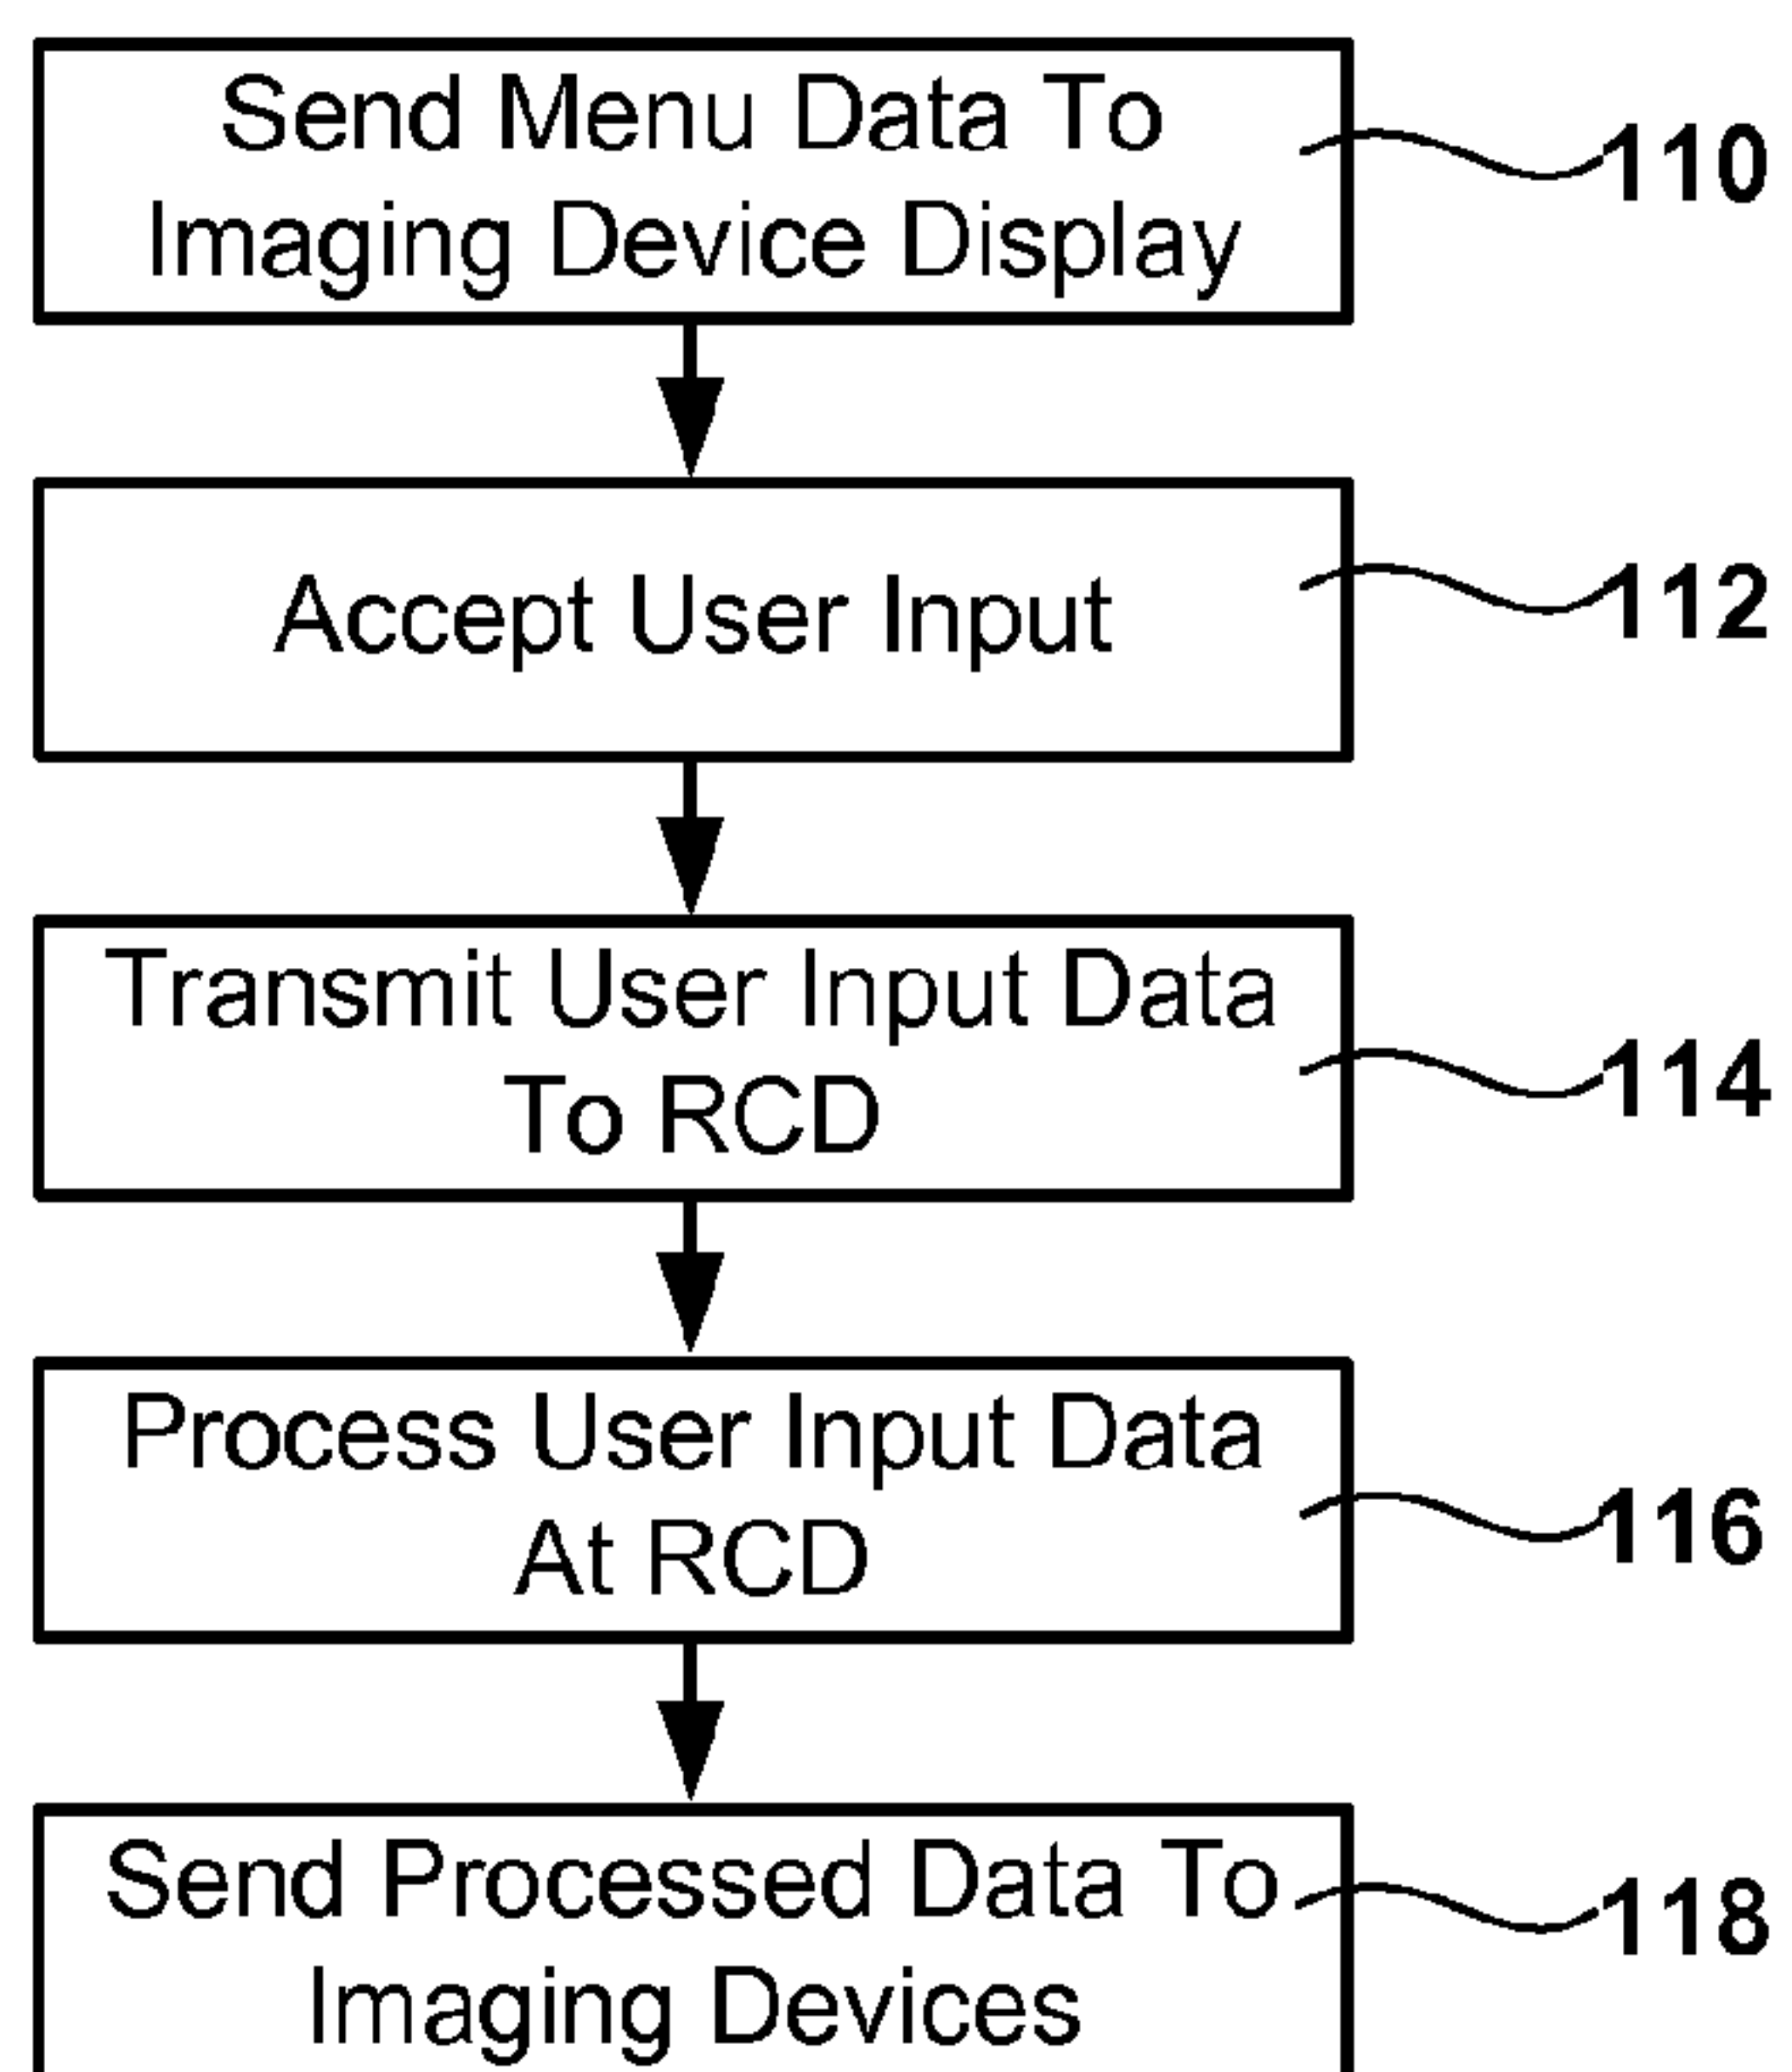 Send Menu Data To
Imaging Device Display
110
Accept User Input
112
Transmit User Input Data
To RCD
114
Process User Input Data
At RCD
116
Send Processed Data To
Imaging Devices
118